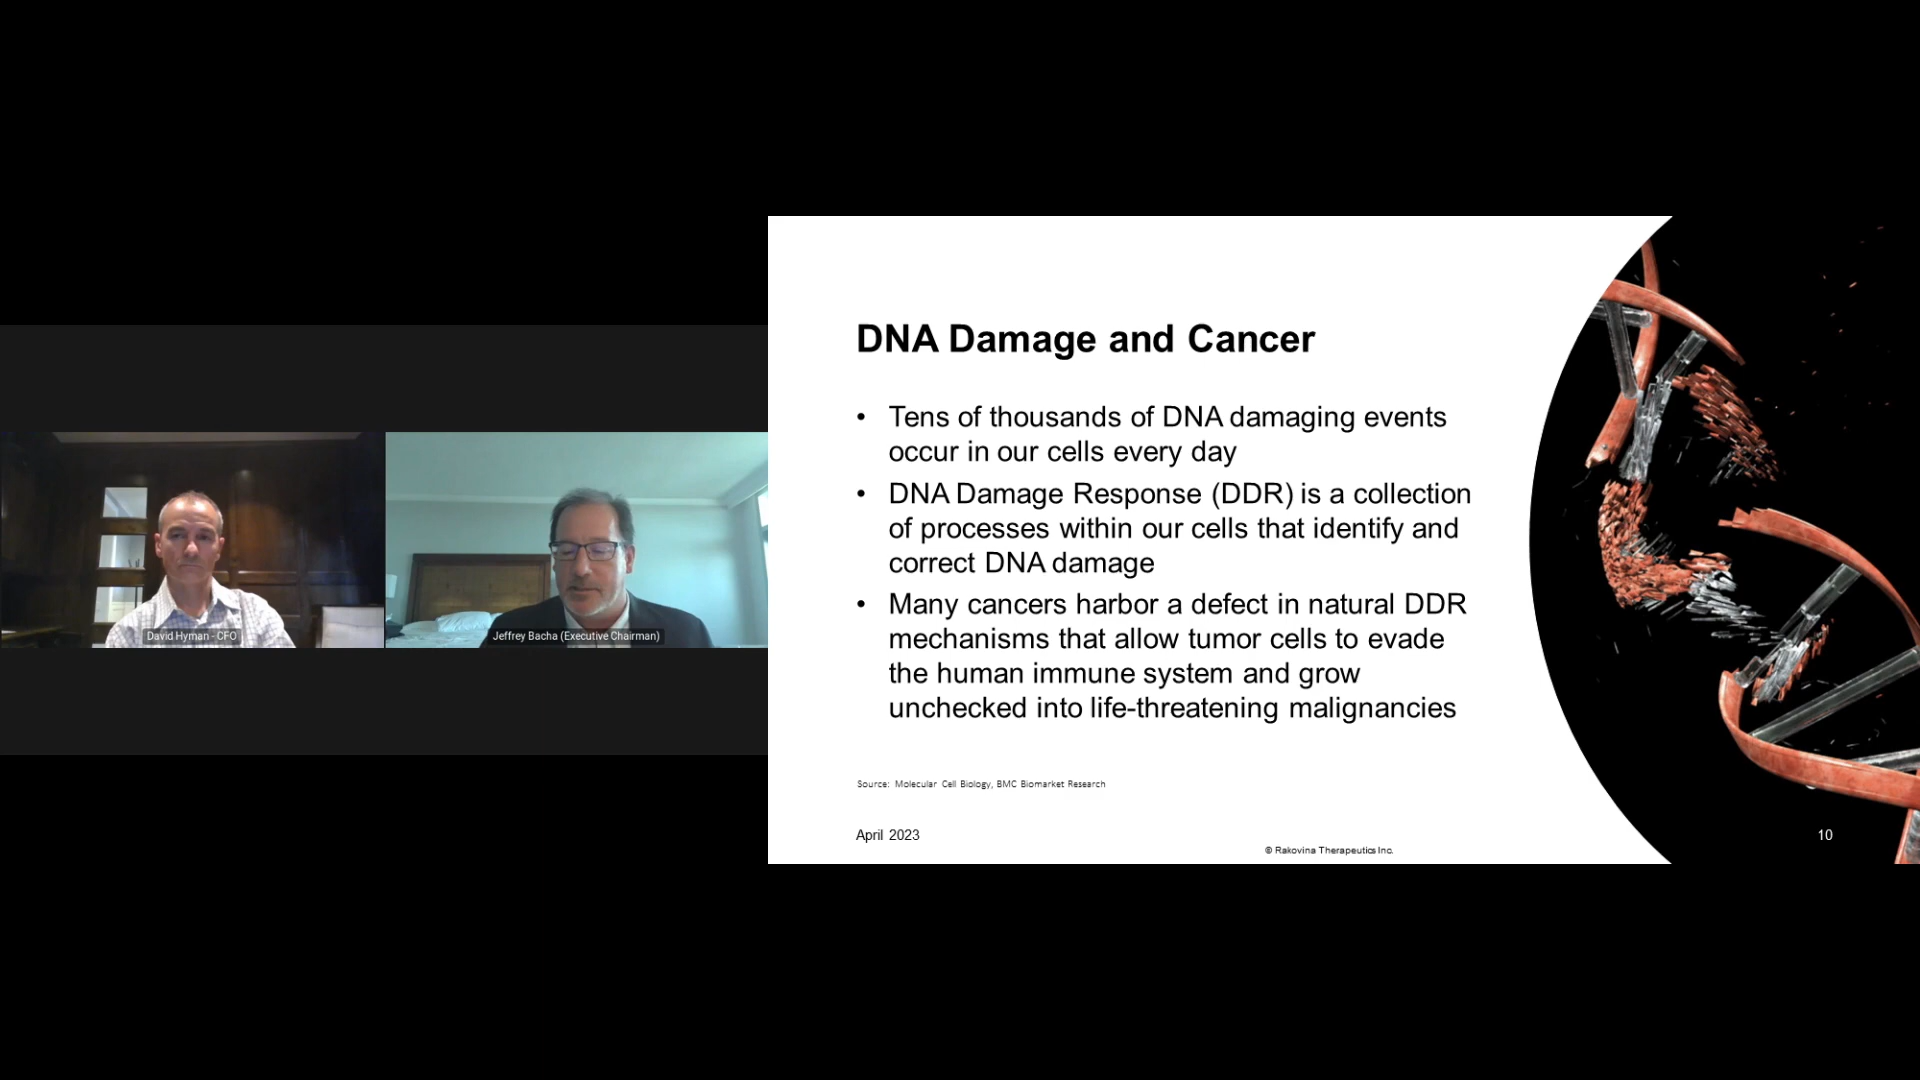 David Hyman - CFO
Jeffrey Bacha (Executive Chairman)
DNA Damage and Cancer
• Tens of thousands of DNA damaging events
occur in our cells every day
• DNA Damage Response (DDR) is a collection
of processes within our cells that identify and
correct DNA damage
• Many cancers harbor a defect in natural DDR
mechanisms that allow tumor cells to evade
the human immune system and grow
unchecked into life-threatening malignancies
Source: Molecular Cell Biology, BMC Biomarket Research
April 2023
© Rakovina Therapeutics Inc.
10